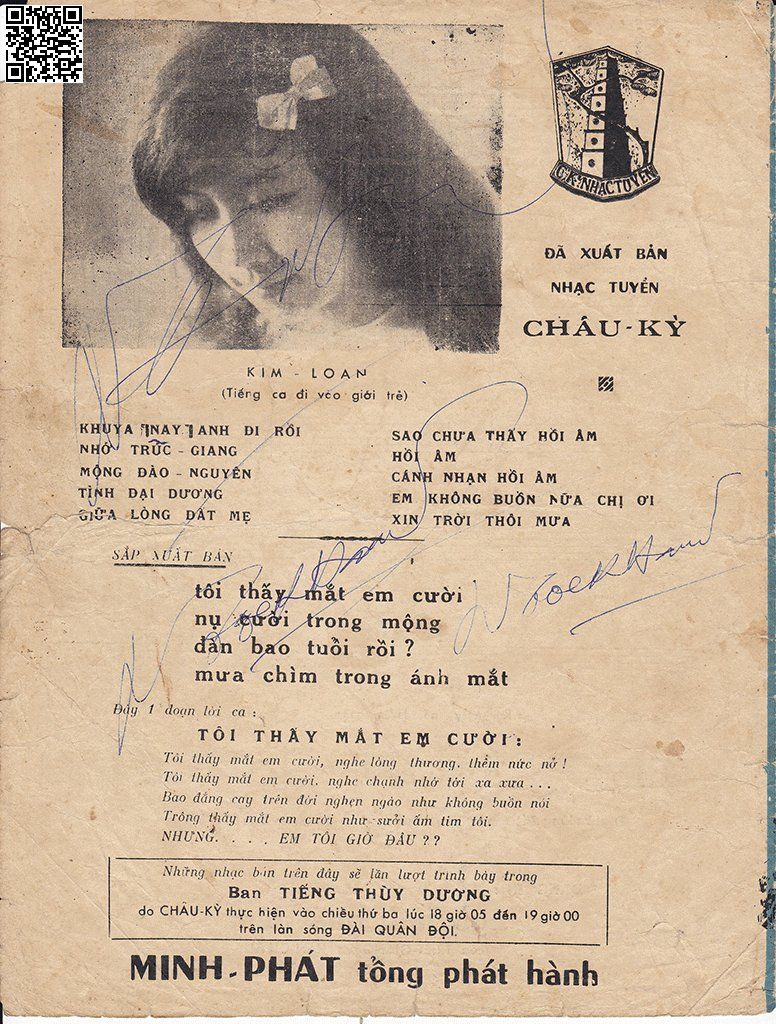 C.K. NHẠC TUYỂN
ĐÃ XUẤT BẢN
NHẠC TUYỂN
CHÂU-KỲ
KIM - LOAN
(Tiếng ca đi vào giới trẻ)
KHUYA NAY ANH ĐI RỒI
NHỚ TRÚC - GIANG
MỘNG ĐÀO - NGUYÊN
TÌNH ĐẠI DƯƠNG
GIỮA LÒNG ĐẤT MẸ
SAO CHƯA THẤY HỒI ÂM
HỒI ÂM
CÁNH NHẠN HỒI ÂM
EM KHÔNG BUỒN NỮA CHỊ ƠI
XIN TRỜI THÔI MƯA
SẮP XUẤT BẢN
tôi thấy mắt em cười
nụ cười trong mộng
đàn bao tuổi rồi ?
mưa chìm trong ánh mắt
Đây 1 đoạn lời ca :
TÔI THẤY MẮT EM CƯỜI :
Tôi thấy mắt em cười, nghe lòng thương, thềm nức nở !
Tôi thấy mắt em cười, nghe chạnh nhớ tới xa xưa . . .
Bao đắng cay trên đời nghẹn ngào như không buồn nói
Trông thấy mắt em cười như sưởi ấm tim tôi.
NHƯNG. . . . EM TÔI GIỜ ĐÂU ??
Những nhạc bản trên đây sẽ lần lượt trình bày trong
Ban TIẾNG THÙY DƯƠNG
do CHÂU-KỲ thực hiện vào chiều thứ ba lúc 18 giờ 05 đến 19 giờ 00
trên làn sóng ĐÀI QUÂN ĐỘI.
MINH-PHÁT tổng phát hành